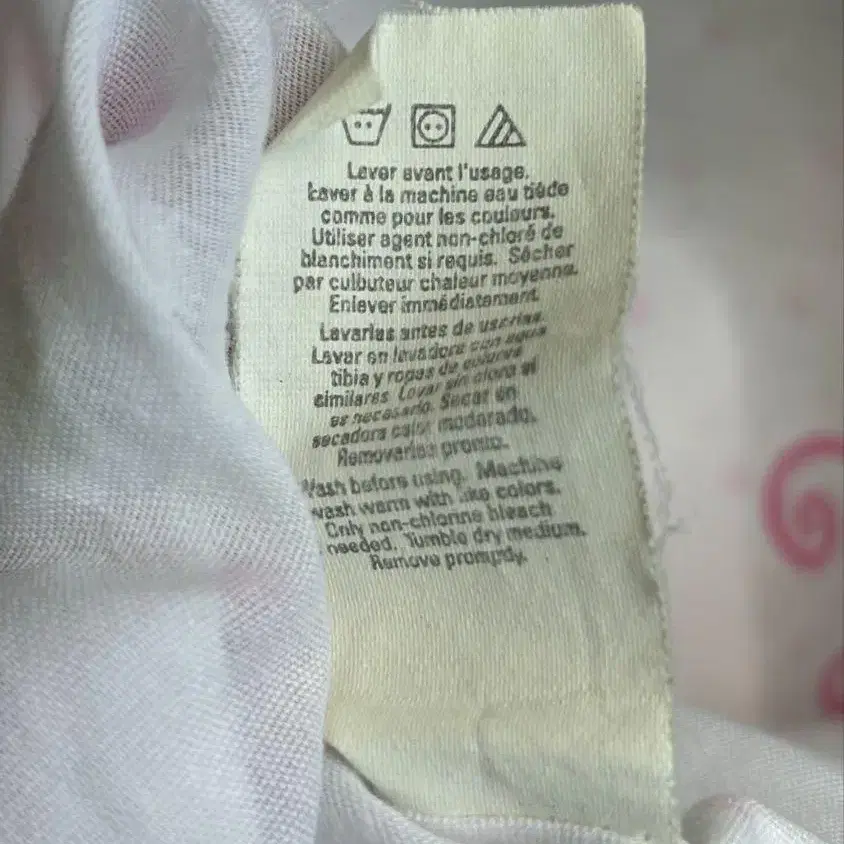 Laver avant l'usage.
Laver à la machine eau tiède
comme pour les couleurs.
Utiliser agent non-chloré de
blanchiment si requis. Sécher
par culbuteur chaleur moyenne.
Enlever immédiatement.
Lavarlas antes de usarlas.
Lavar en lavadora con agua
tibia y ropas de colores
similares. Lavar sin cloro si
es necesario. Secar en
secadora calor moderado.
Removerlas pronto.
Wash before using. Machine
wash warm with like colors.
Only non-chlorine bleach
needed. Tumble dry medium.
Remove promptly.